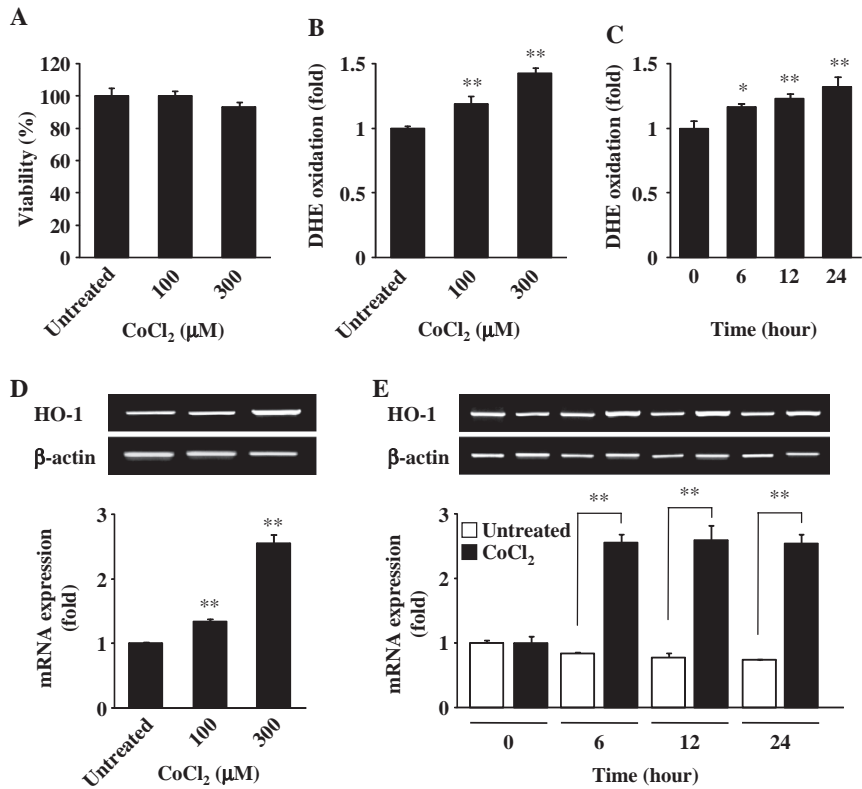 A
Viability (%)
120
100
80
60
40
20
0
Untreated
100
300
CoCl₂ (μM)
B
DHE oxidation (fold)
1.5
1
0.5
0
**
**
Untreated
100
300
CoCl₂ (μM)
C
DHE oxidation (fold)
1.5
1
0.5
0
*
**
**
0 6 12 24
Time (hour)
D
HO-1
β-actin
mRNA expression
(fold)
3
2
1
0
**
**
Untreated
100
300
CoCl₂ (μM)
E
HO-1
β-actin
mRNA expression
(fold)
3
2
1
0
Untreated
CoCl₂
**
**
**
0 6 12 24
Time (hour)